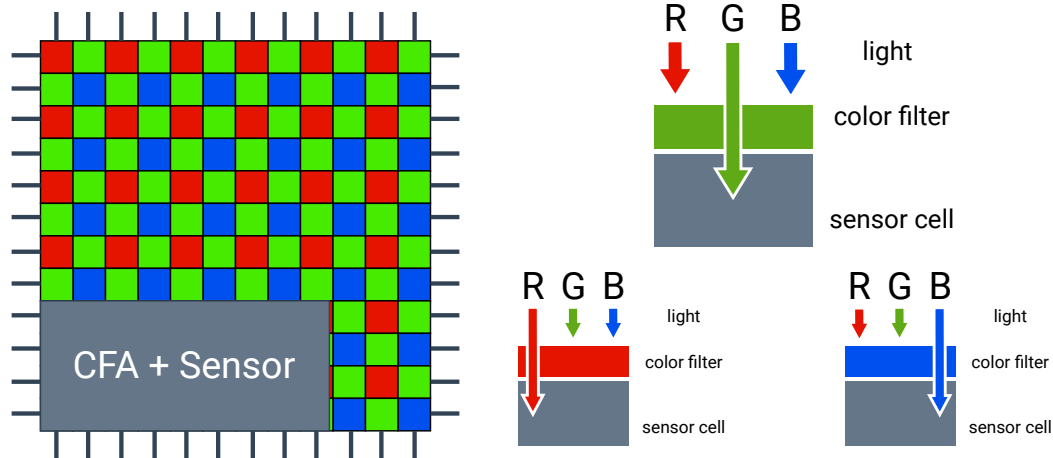 R G B
light
color filter
sensor cell
CFA + Sensor
R G B
light
color filter
sensor cell
R G B
light
color filter
sensor cell